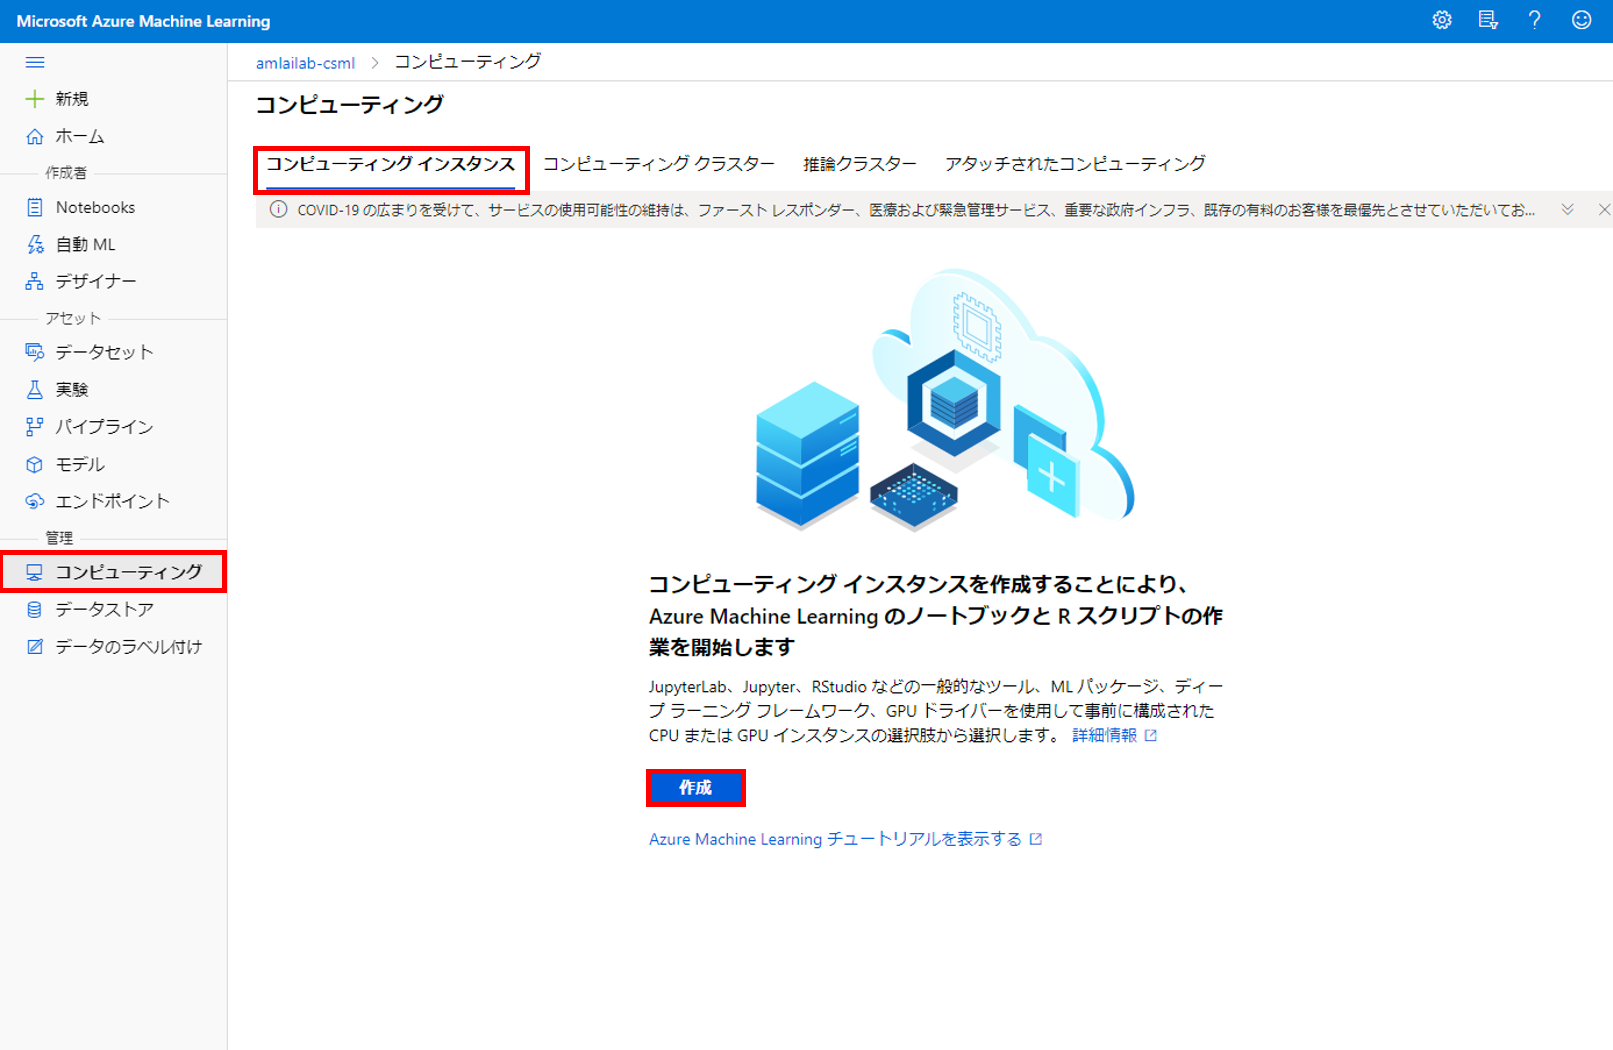 Microsoft Azure Machine Learning
amlailab-csml > コンピューティング
新規
ホーム
作成者
Notebooks
自動 ML
デザイナー
アセット
データセット
実験
パイプライン
モデル
エンドポイント
管理
コンピューティング
データストア
データのラベル付け
コンピューティング
コンピューティング インスタンス コンピューティング クラスター 推論クラスター アタッチされたコンピューティング
COVID-19 の広まりを受けて、サービスの使用可能性の維持は、ファースト レスポンダー、医療および緊急管理サービス、重要な政府インフラ、既存の有料のお客様を最優先とさせていただいてお...
コンピューティング インスタンスを作成することにより、
Azure Machine Learning のノートブックと R スクリプトの作
業を開始します
JupyterLab、Jupyter、RStudio などの一般的なツール、ML パッケージ、ディー
プ ラーニング フレームワーク、GPU ドライバーを使用して事前に構成された
CPU または GPU インスタンスの選択肢から選択します。 詳細情報
作成
Azure Machine Learning チュートリアルを表示する